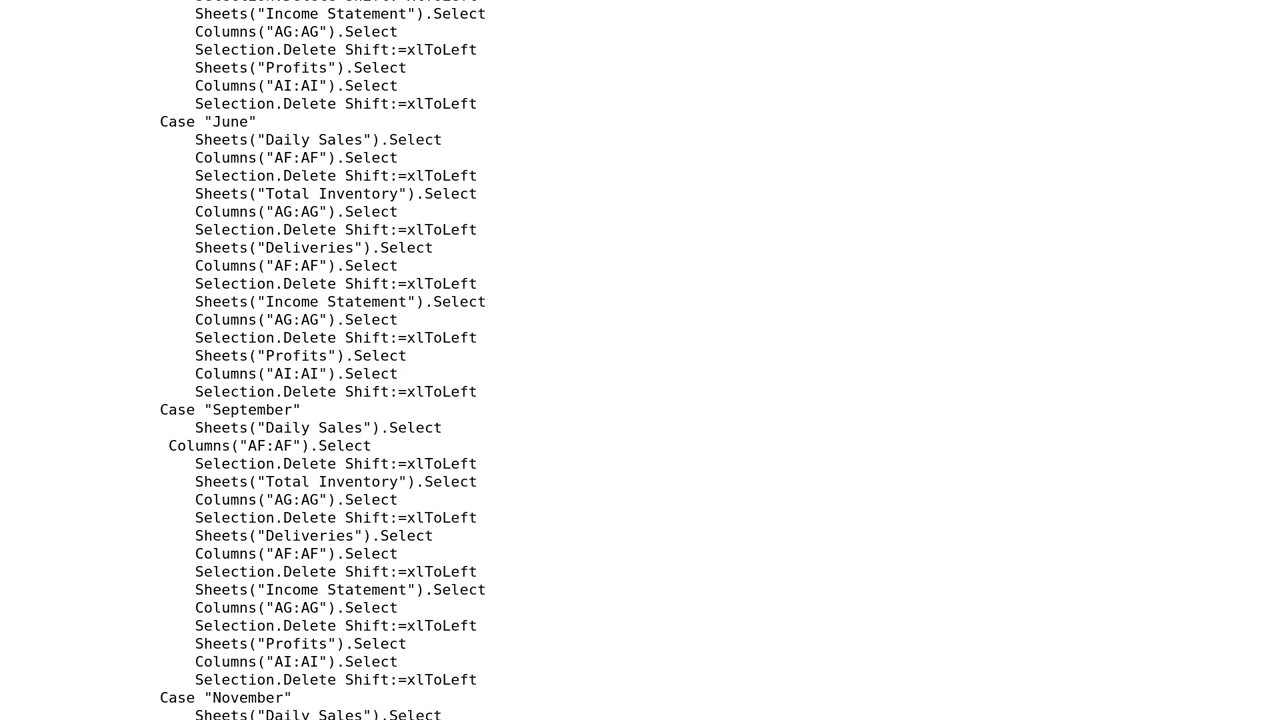 Sheets("Income Statement").Select
Columns("AG:AG").Select
Selection.Delete Shift:=xlToLeft
Sheets("Profits").Select
Columns("AI:AI").Select
Selection.Delete Shift:=xlToLeft
Case "June"
Sheets("Daily Sales").Select
Columns("AF:AF").Select
Selection.Delete Shift:=xlToLeft
Sheets("Total Inventory").Select
Columns("AG:AG").Select
Selection.Delete Shift:=xlToLeft
Sheets("Deliveries").Select
Columns("AF:AF").Select
Selection.Delete Shift:=xlToLeft
Sheets("Income Statement").Select
Columns("AG:AG").Select
Selection.Delete Shift:=xlToLeft
Sheets("Profits").Select
Columns("AI:AI").Select
Selection.Delete Shift:=xlToLeft
Case "September"
Sheets("Daily Sales").Select
Columns("AF:AF").Select
Selection.Delete Shift:=xlToLeft
Sheets("Total Inventory").Select
Columns("AG:AG").Select
Selection.Delete Shift:=xlToLeft
Sheets("Deliveries").Select
Columns("AF:AF").Select
Selection.Delete Shift:=xlToLeft
Sheets("Income Statement").Select
Columns("AG:AG").Select
Selection.Delete Shift:=xlToLeft
Sheets("Profits").Select
Columns("AI:AI").Select
Selection.Delete Shift:=xlToLeft
Case "November"
Sheets("Daily Sales").Select